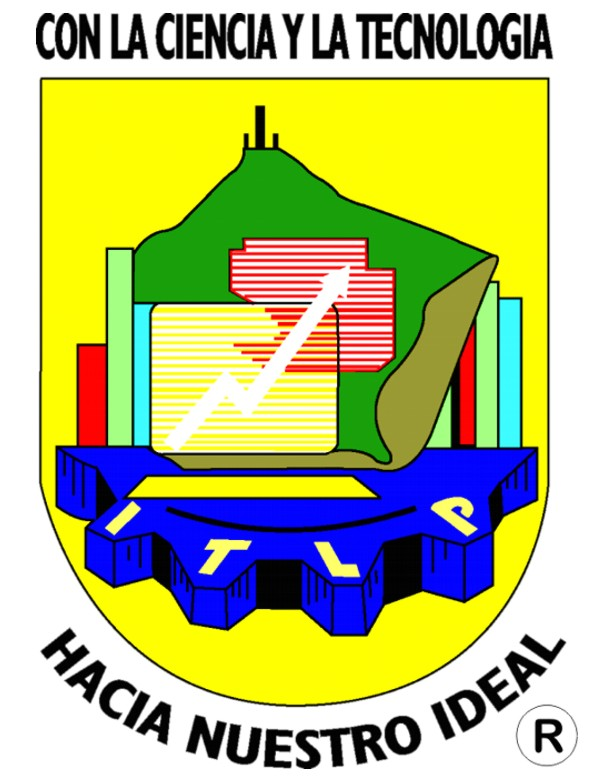 CON LA CIENCIA Y LA TECNOLOGIA
I T L P
HACIA NUESTRO IDEAL
R